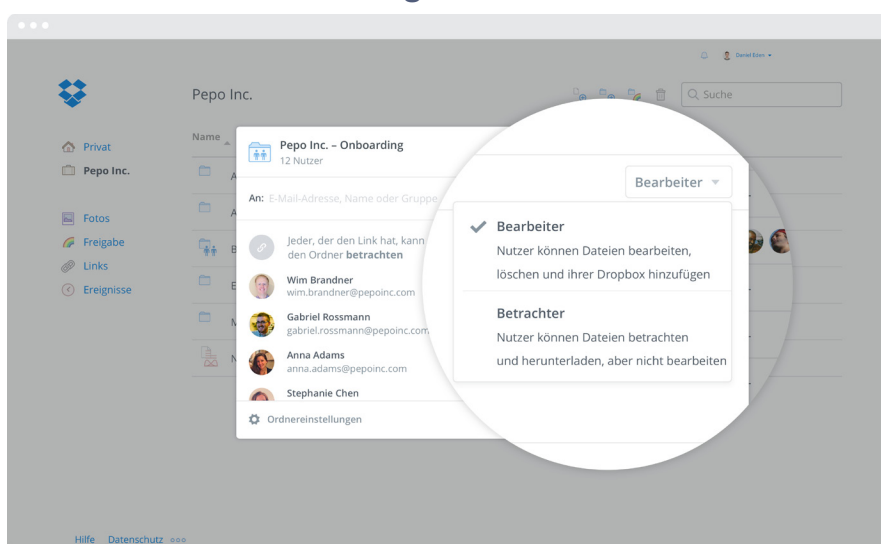 Daniel Eden
Pepo Inc.
Suche
Privat
Pepo Inc.
Fotos
Freigabe
Links
Ereignisse
Name
Pepo Inc. – Onboarding
12 Nutzer
An: E-Mail-Adresse, Name oder Gruppe
Jeder, der den Link hat, kann
den Ordner betrachten
Wim Brandner
wim.brandner@pepoinc.com
Gabriel Rossmann
gabriel.rossmann@pepoinc.com
Anna Adams
anna.adams@pepoinc.com
Stephanie Chen
Ordnereinstellungen
Bearbeiter
Bearbeiter
Nutzer können Dateien bearbeiten,
löschen und ihrer Dropbox hinzufügen
Betrachter
Nutzer können Dateien betrachten
und herunterladen, aber nicht bearbeiten
Hilfe Datenschutz